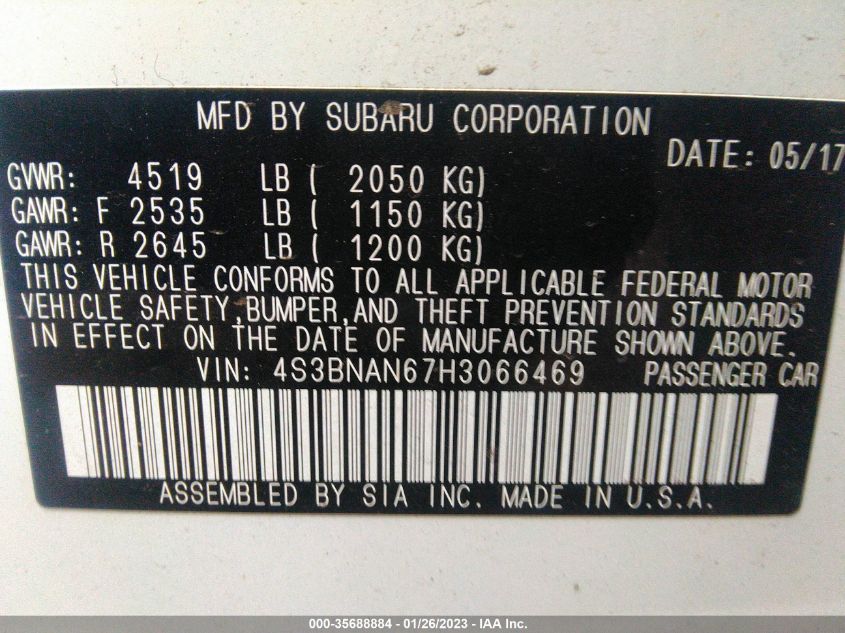 MFD BY SUBARU CORPORATION
DATE: 05/17
GVWR: 4519 LB ( 2050 KG)
GAWR: F 2535 LB ( 1150 KG)
GAWR: R 2645 LB ( 1200 KG)
THIS VEHICLE CONFORMS TO ALL APPLICABLE FEDERAL MOTOR
VEHICLE SAFETY,BUMPER,AND THEFT PREVENTION STANDARDS
IN EFFECT ON THE DATE OF MANUFACTURE SHOWN ABOVE.
VIN: 4S3BNAN67H3066469 PASSENGER CAR
ASSEMBLED BY SIA INC. MADE IN U.S.A.
000-35688884 - 01/26/2023 - IAA Inc.